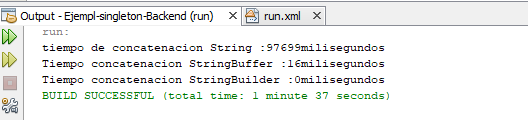 Output - Ejempl-singleton-Backend (run)
run.xml
run:
tiempo de concatenacion String :97699milisegundos
Tiempo concatenacion StringBuffer :16milisegundos
Tiempo concatenacion StringBuilder :0milisegundos
BUILD SUCCESSFUL (total time: 1 minute 37 seconds)